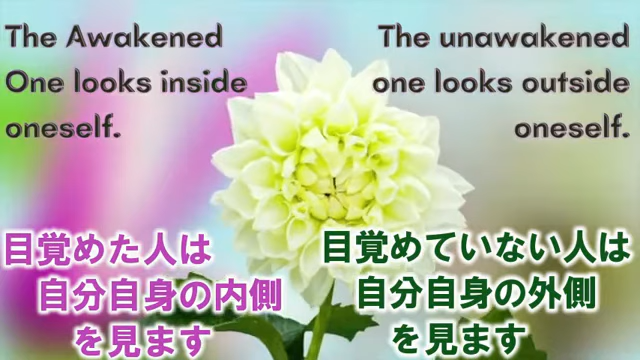 The Awakened
One looks inside
oneself.
The unawakened
one looks outside
oneself.
目覚めた人は
自分自身の内側
を見ます
目覚めていない人は
自分自身の外側
を見ます